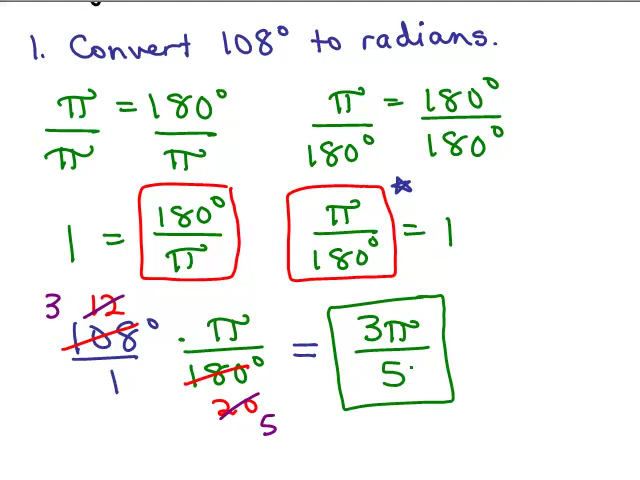 1. Convert 108° to radians.
π/π = 180°/π    π/180° = 180°/180°
1 = 180°/π    π/180° = 1
3 12
108°/1 · π/180° = 3π/5
20 5